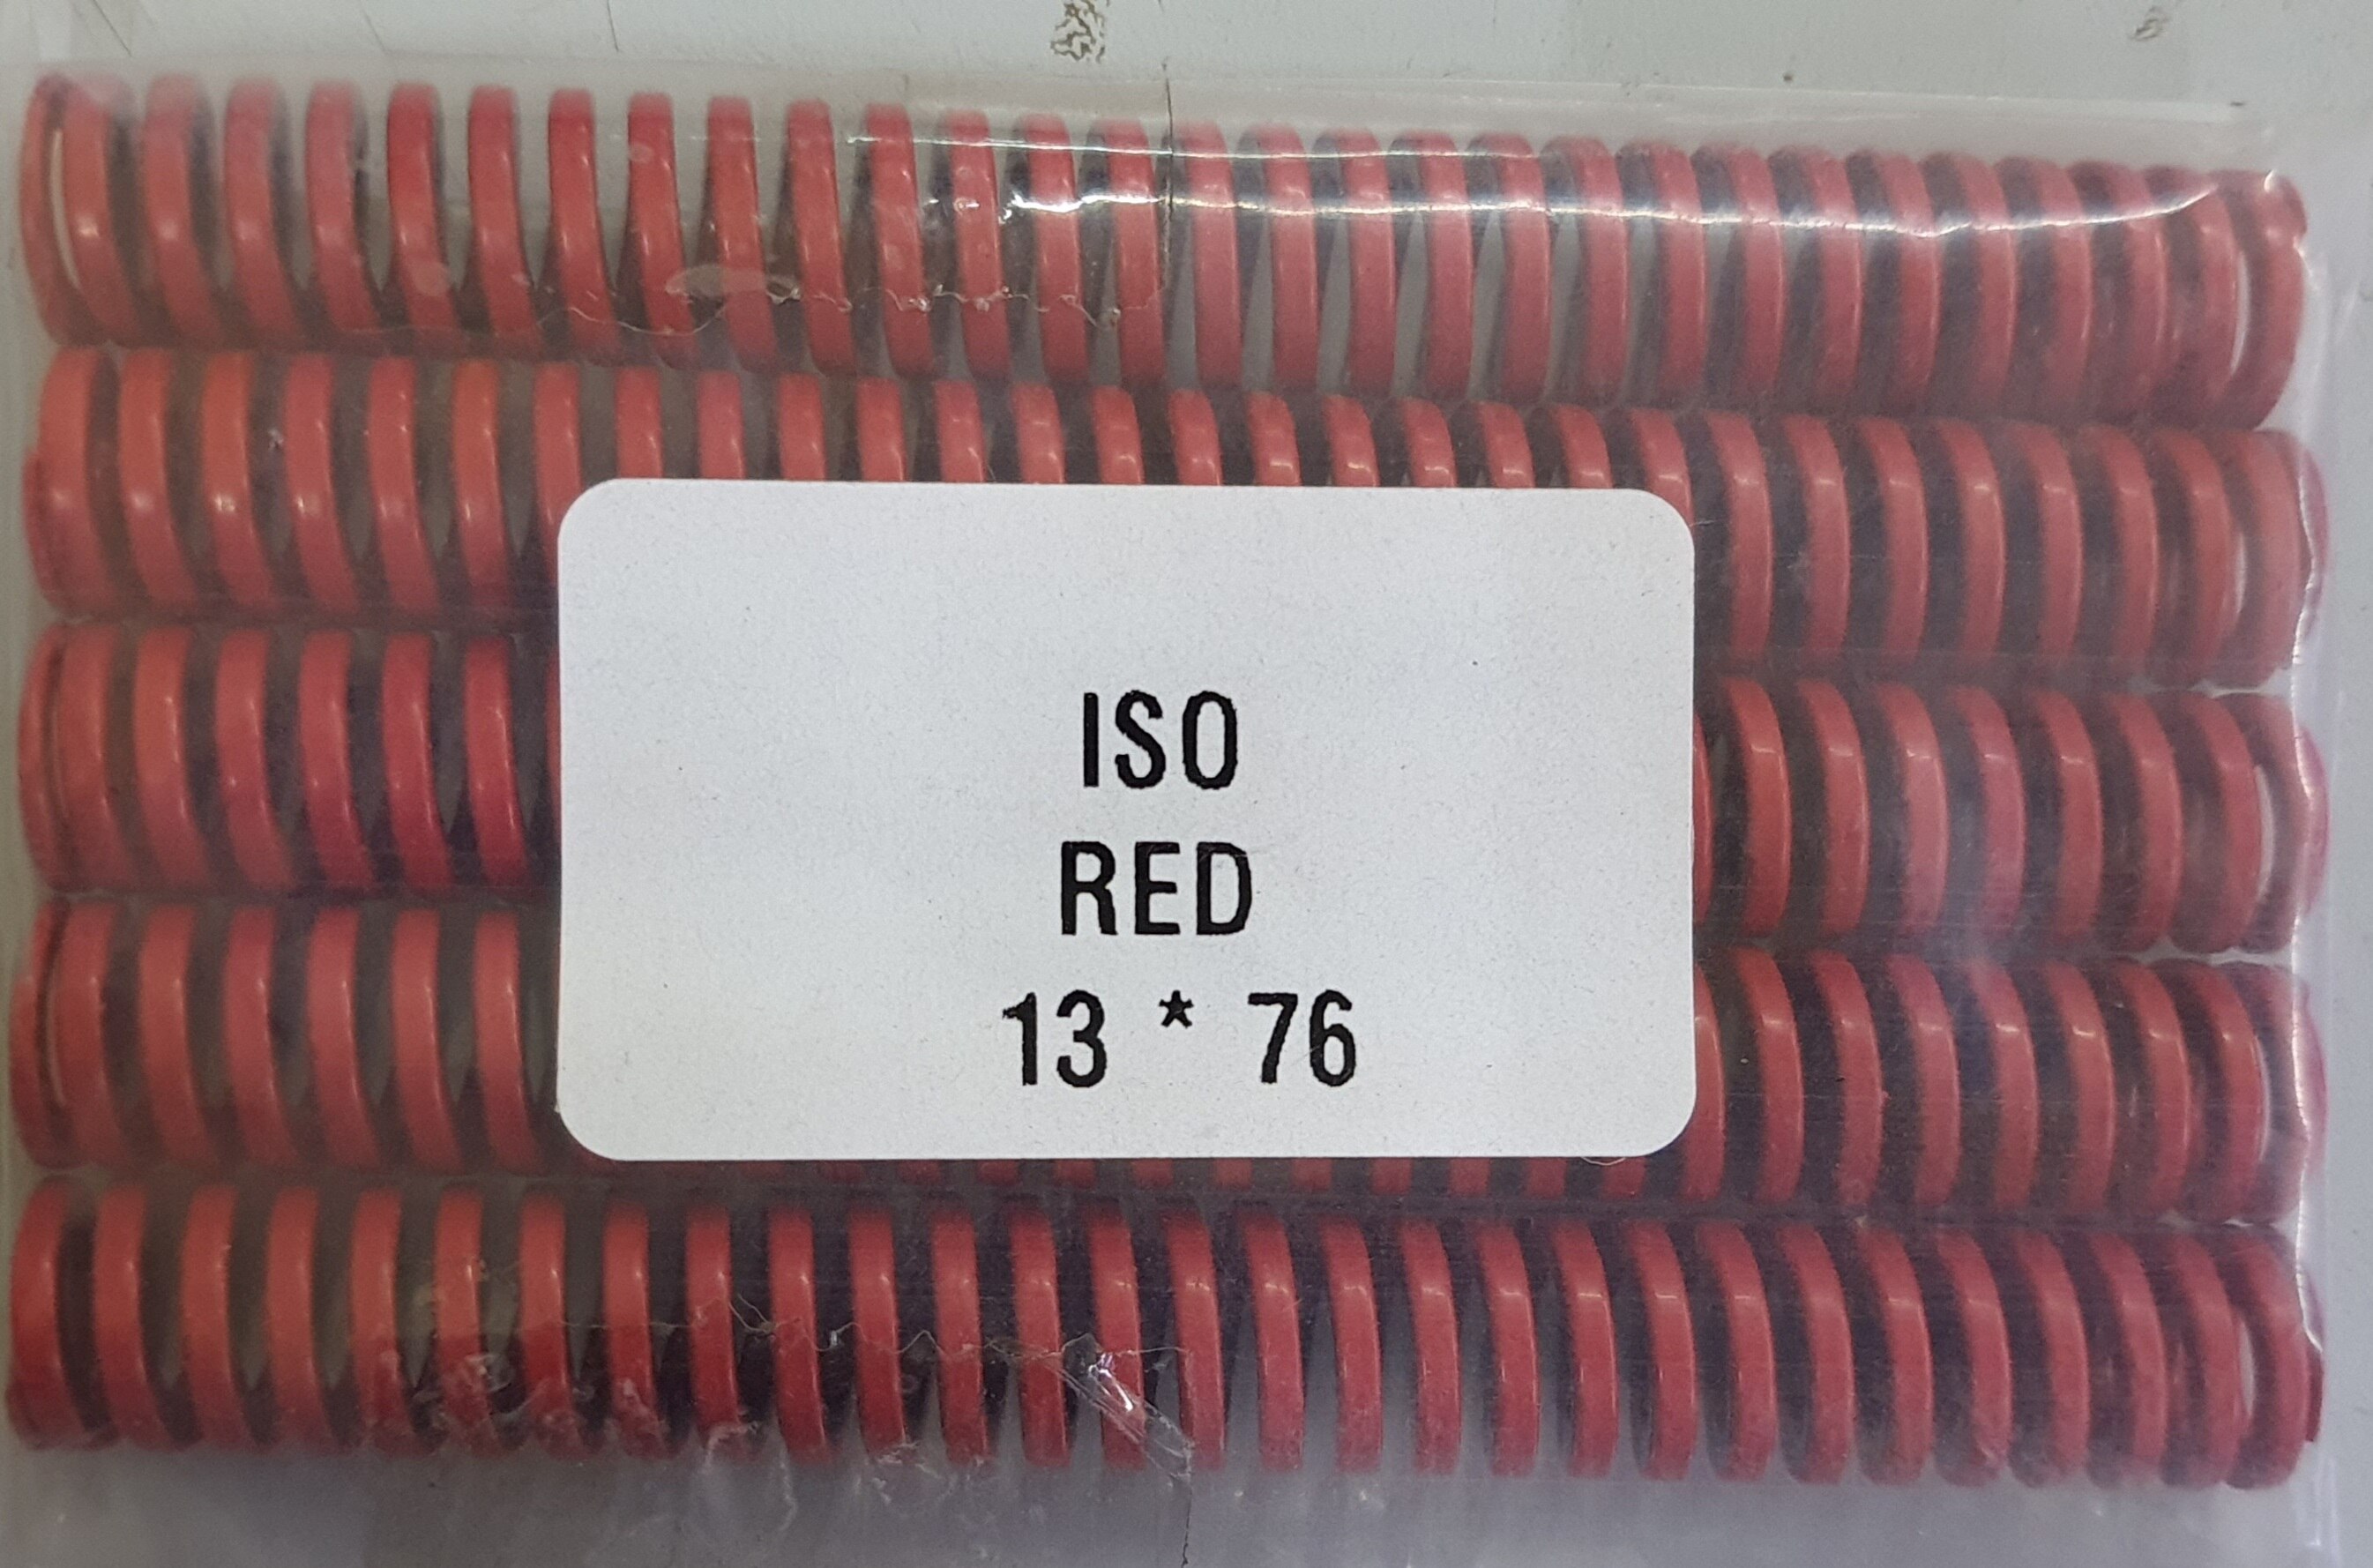 ISO
RED
13 * 76